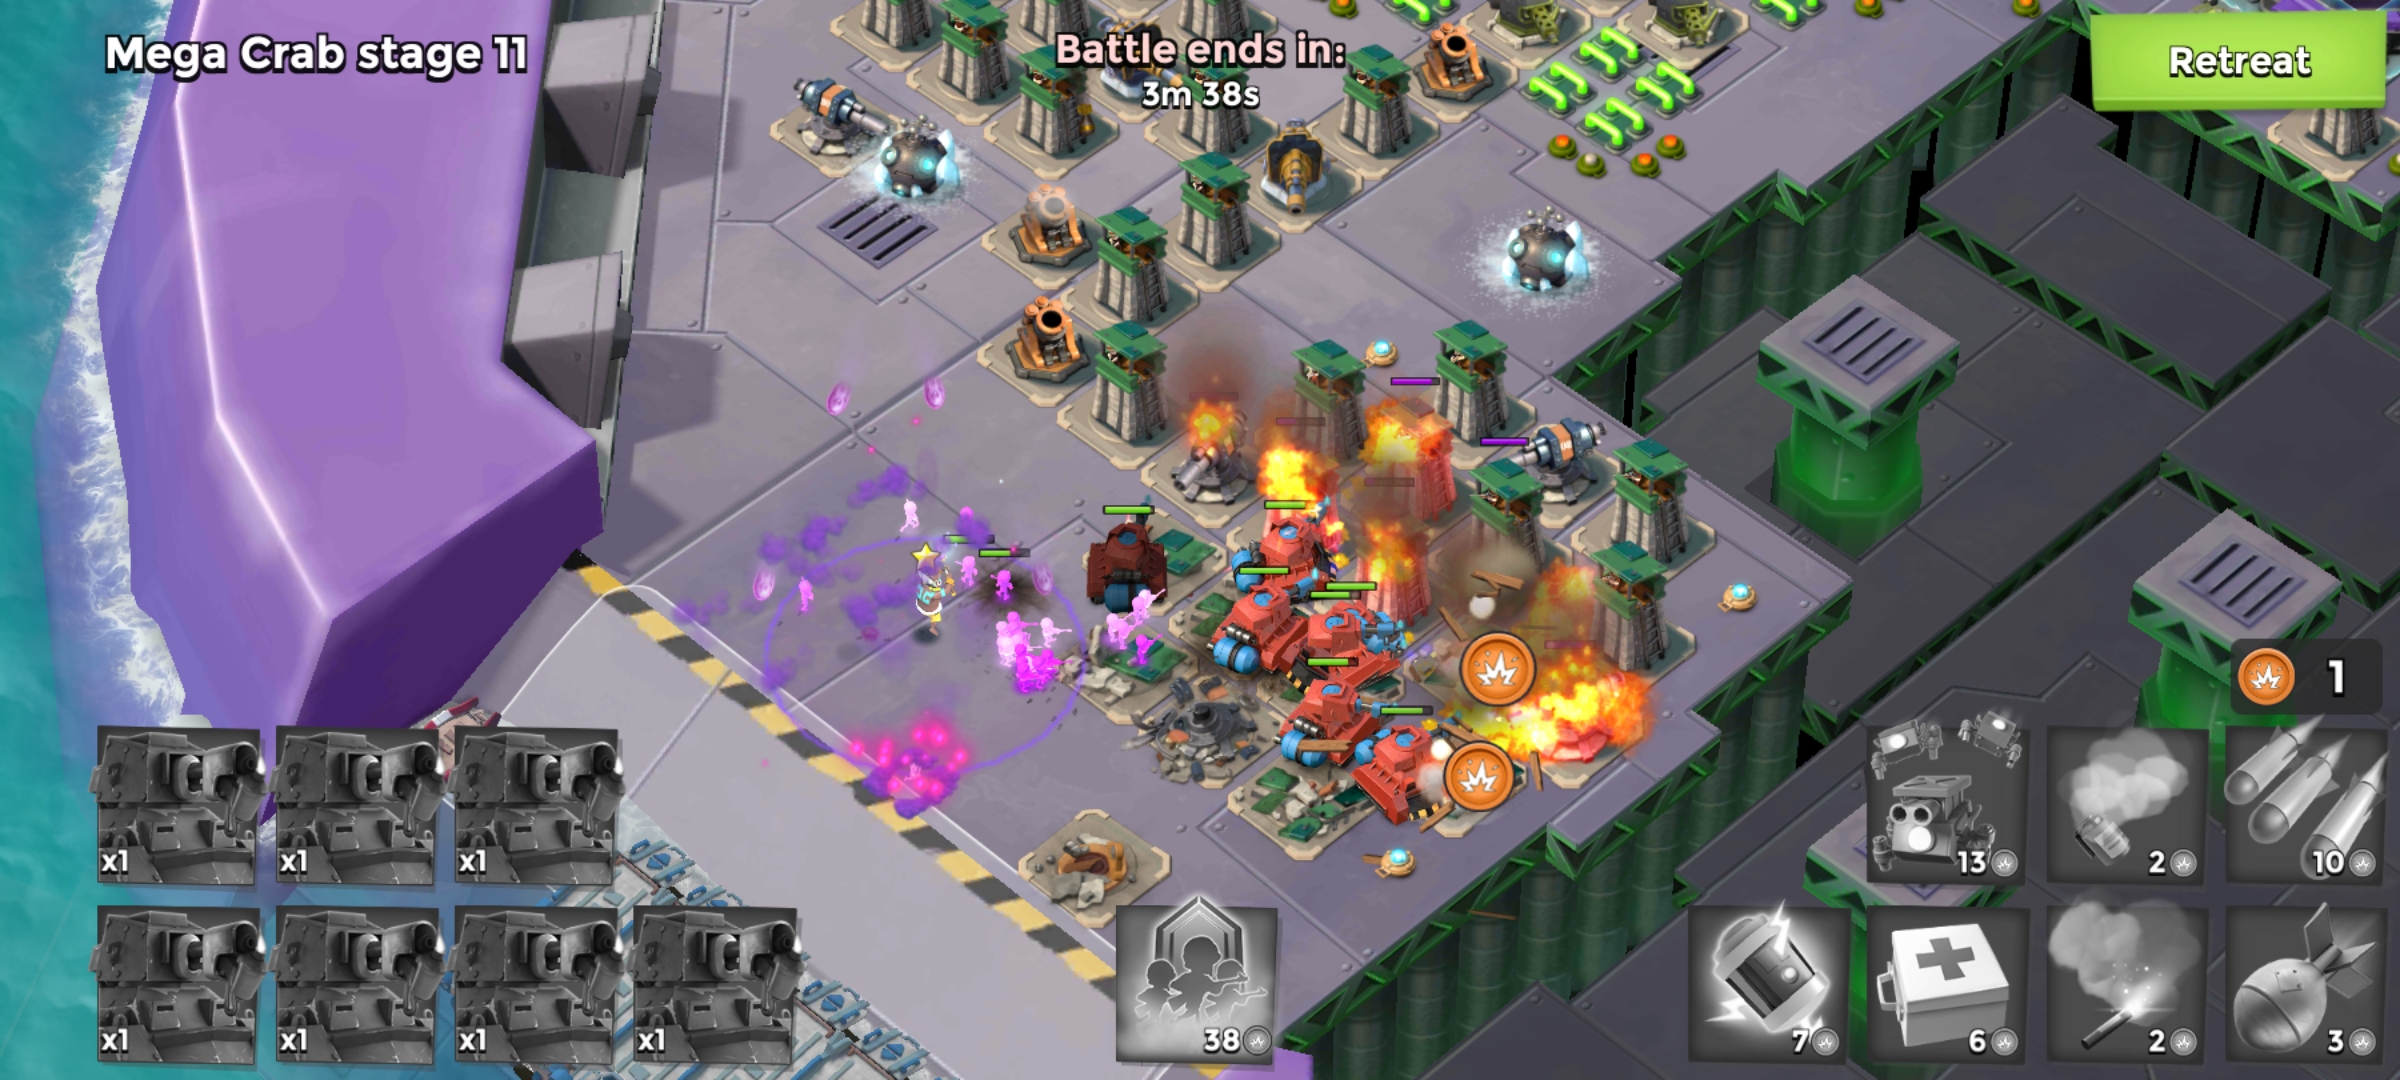 Mega Crab stage 11
Battle ends in:
3m 38s
Retreat
1
x1
x1
x1
13
2
10
x1
x1
x1
x1
38
7
6
2
3